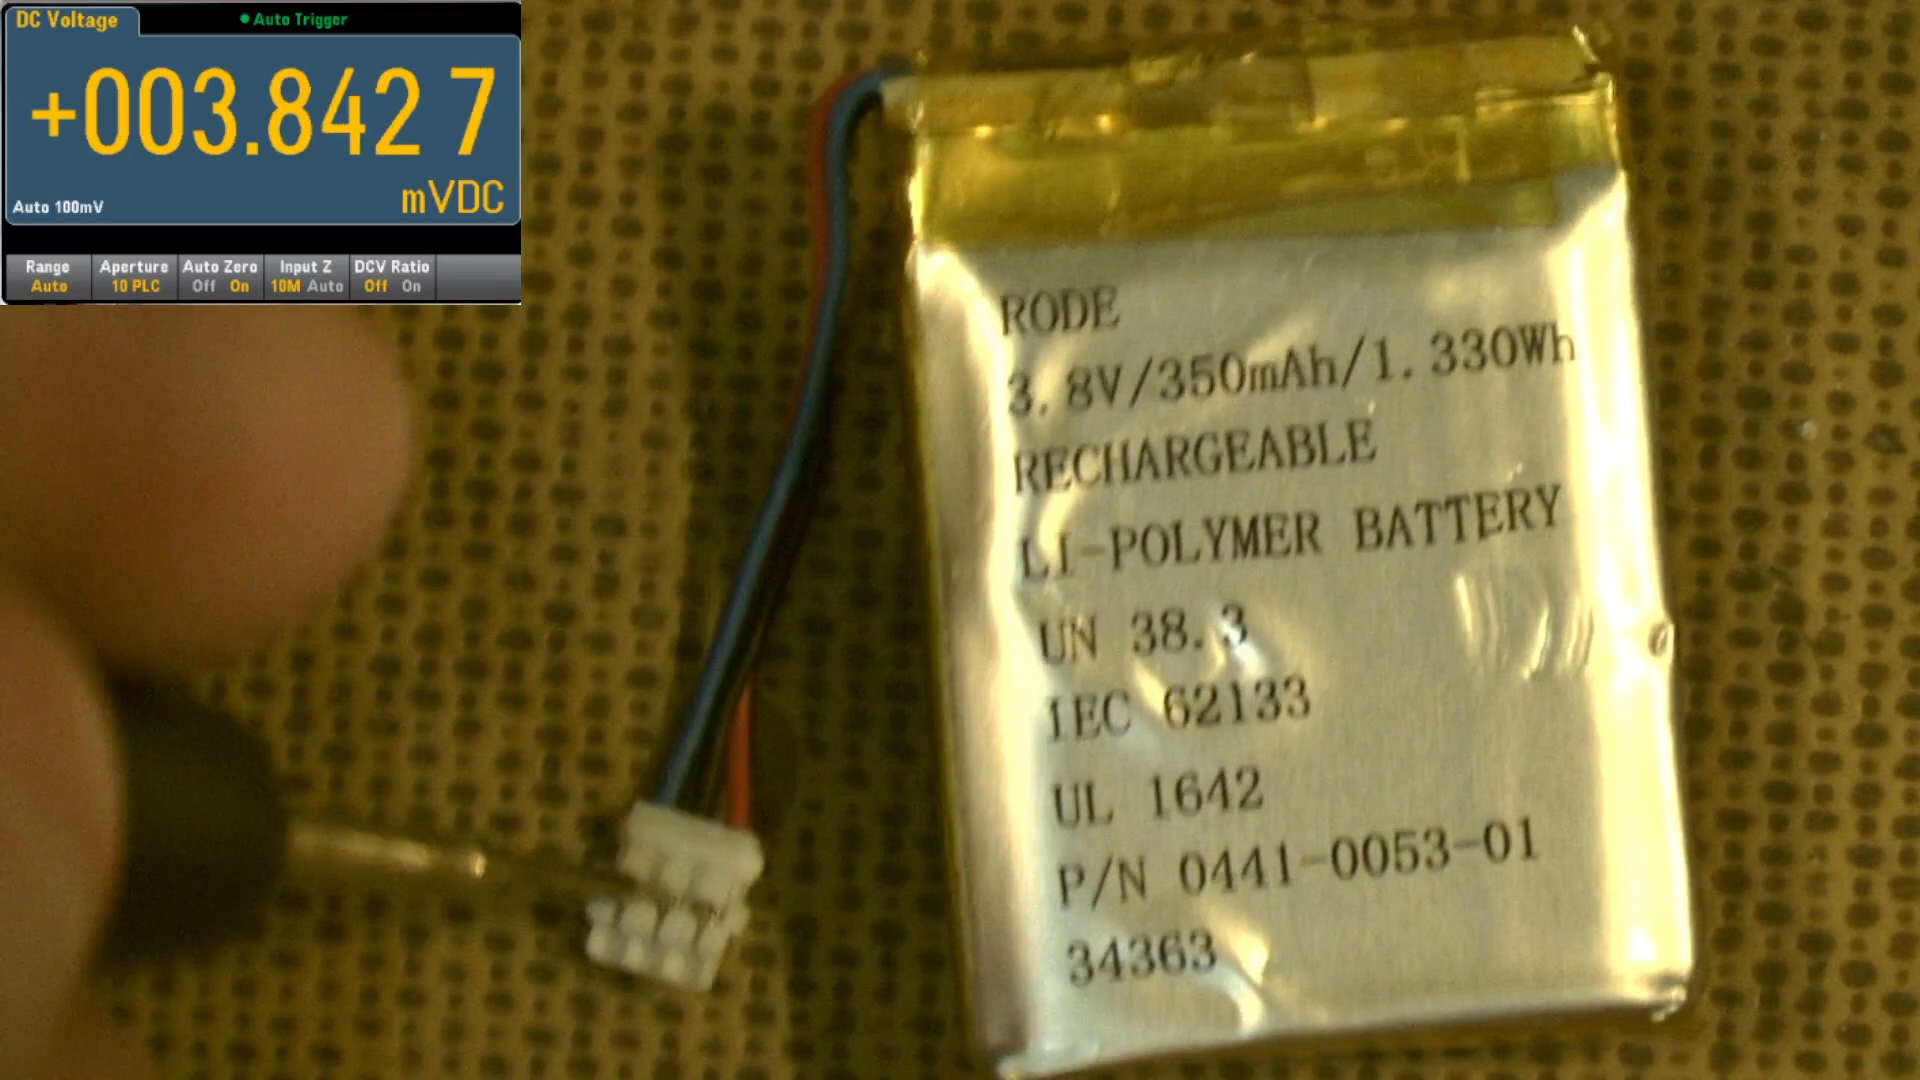 DC Voltage
Auto Trigger
+003.842 7
mVDC
Auto 100mV
Range
Auto
Aperture
10 PLC
Auto Zero
Off On
Input Z
10M Auto
DCV Ratio
Off On
RODE
3.8V/350mAh/1.330Wh
RECHARGEABLE
LI-POLYMER BATTERY
UN 38.3
IEC 62133
UL 1642
P/N 0441-0053-01
34363